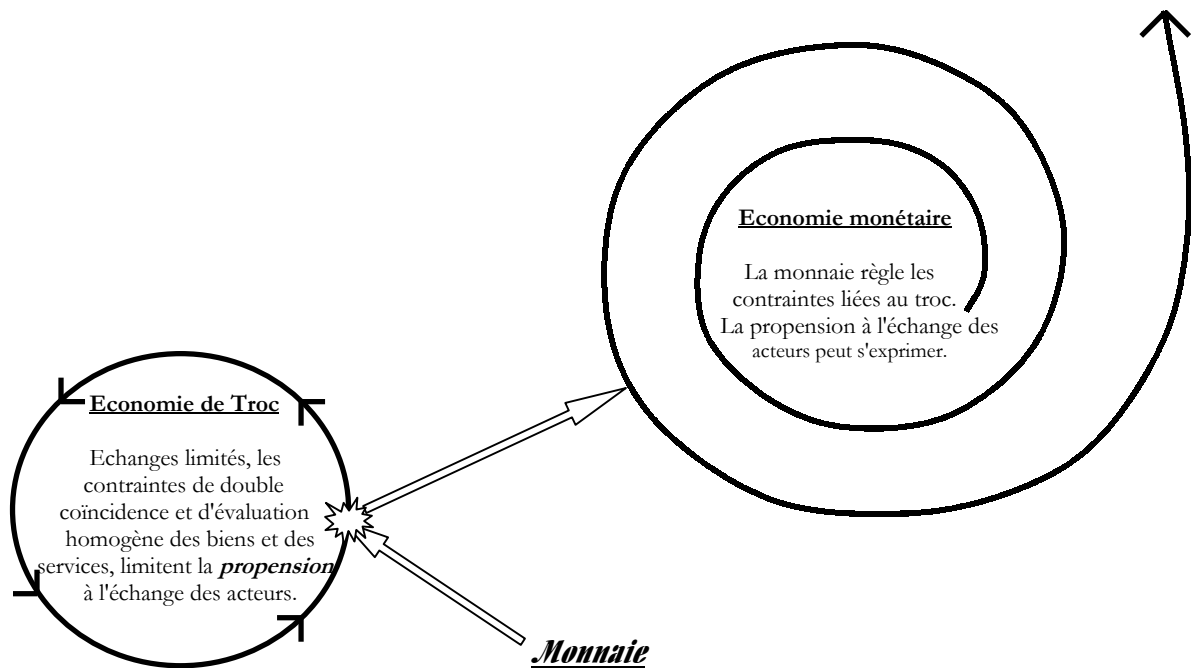 Economie monétaire
La monnaie règle les
contraintes liées au troc.
La propension à l'échange des
acteurs peut s'exprimer.
Economie de Troc
Echanges limités, les
contraintes de double
coïncidence et d'évaluation
homogène des biens et des
services, limitent la propension
à l'échange des acteurs.
Monnaie